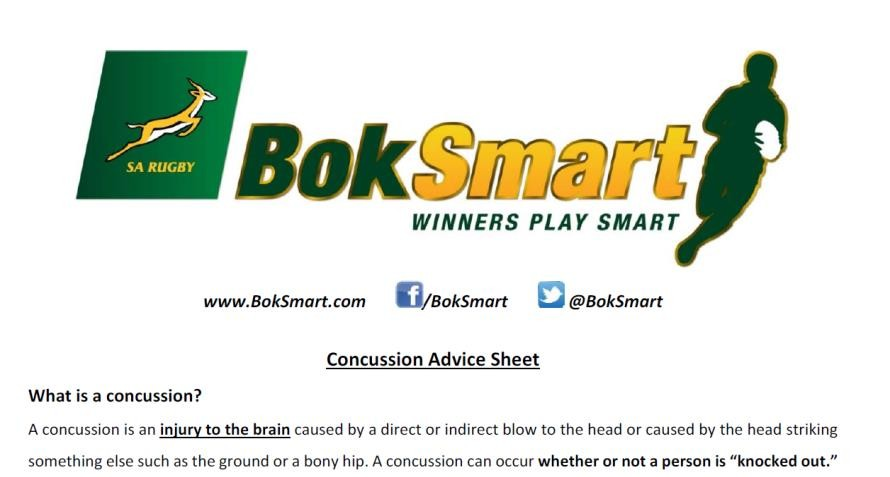 SA RUGBY
BokSmart
WINNERS PLAY SMART
www.BokSmart.com f/BokSmart @BokSmart
Concussion Advice Sheet
What is a concussion?
A concussion is an injury to the brain caused by a direct or indirect blow to the head or caused by the head striking
something else such as the ground or a bony hip. A concussion can occur whether or not a person is “knocked out.”